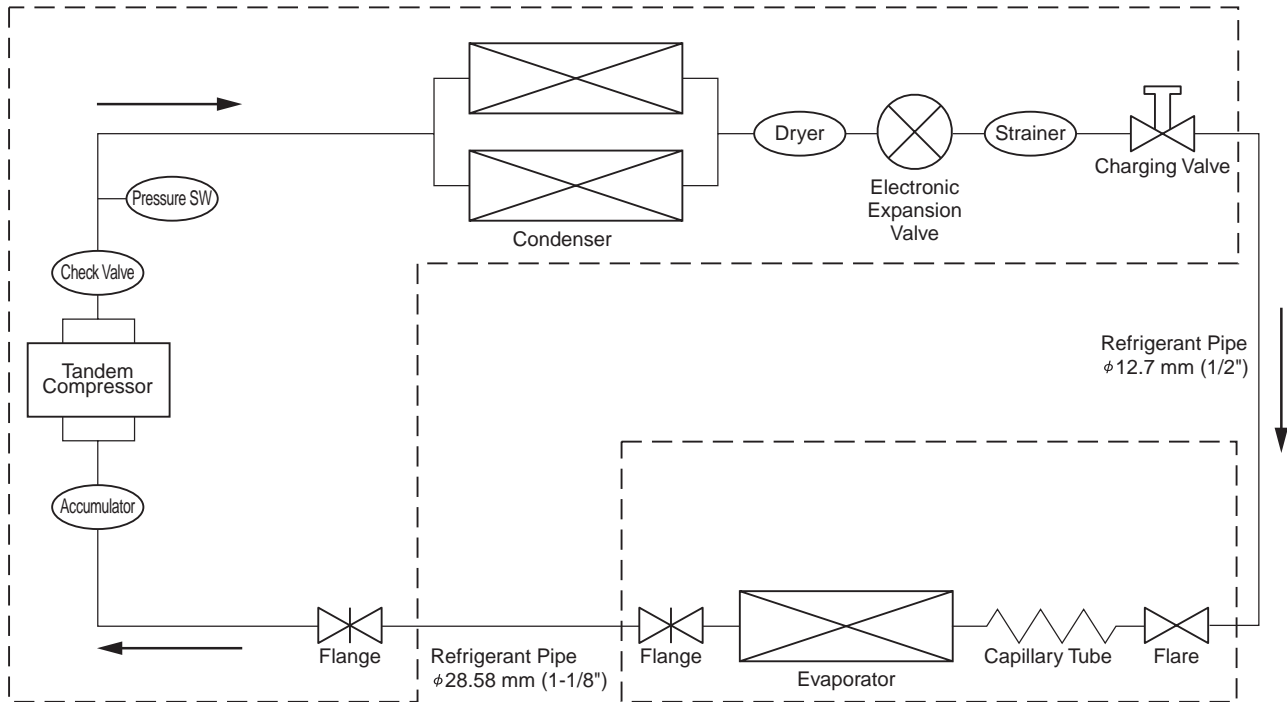 Dryer
Strainer
Charging Valve
Electronic
Expansion
Valve
Condenser
Pressure SW
Check Valve
Tandem
Compressor
Refrigerant Pipe
ϕ12.7 mm (1/2")
Accumulator
Flange
Refrigerant Pipe
ϕ28.58 mm (1-1/8")
Flange
Evaporator
Capillary Tube
Flare